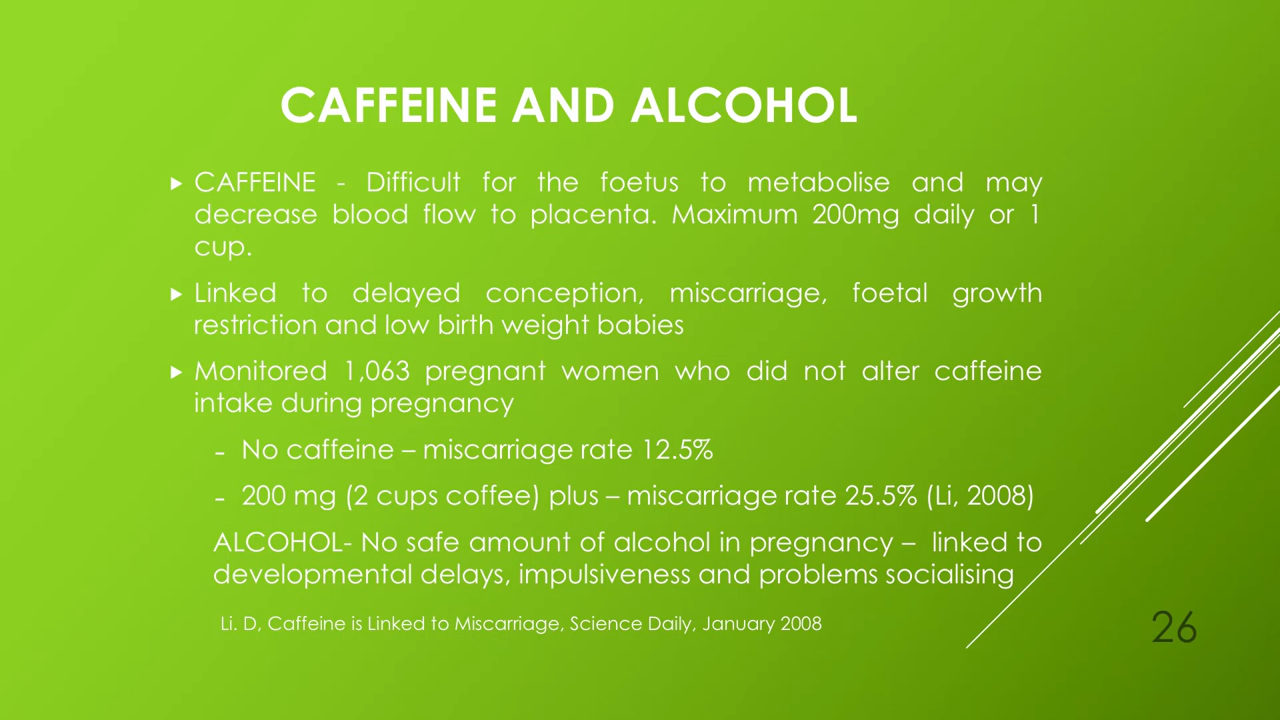 CAFFEINE AND ALCOHOL
CAFFEINE - Difficult for the foetus to metabolise and may
decrease blood flow to placenta. Maximum 200mg daily or 1
cup.
Linked to delayed conception, miscarriage, foetal growth
restriction and low birth weight babies
Monitored 1,063 pregnant women who did not alter caffeine
intake during pregnancy
- No caffeine – miscarriage rate 12.5%
- 200 mg (2 cups coffee) plus – miscarriage rate 25.5% (Li, 2008)
ALCOHOL- No safe amount of alcohol in pregnancy – linked to
developmental delays, impulsiveness and problems socialising
Li. D, Caffeine is Linked to Miscarriage, Science Daily, January 2008
26